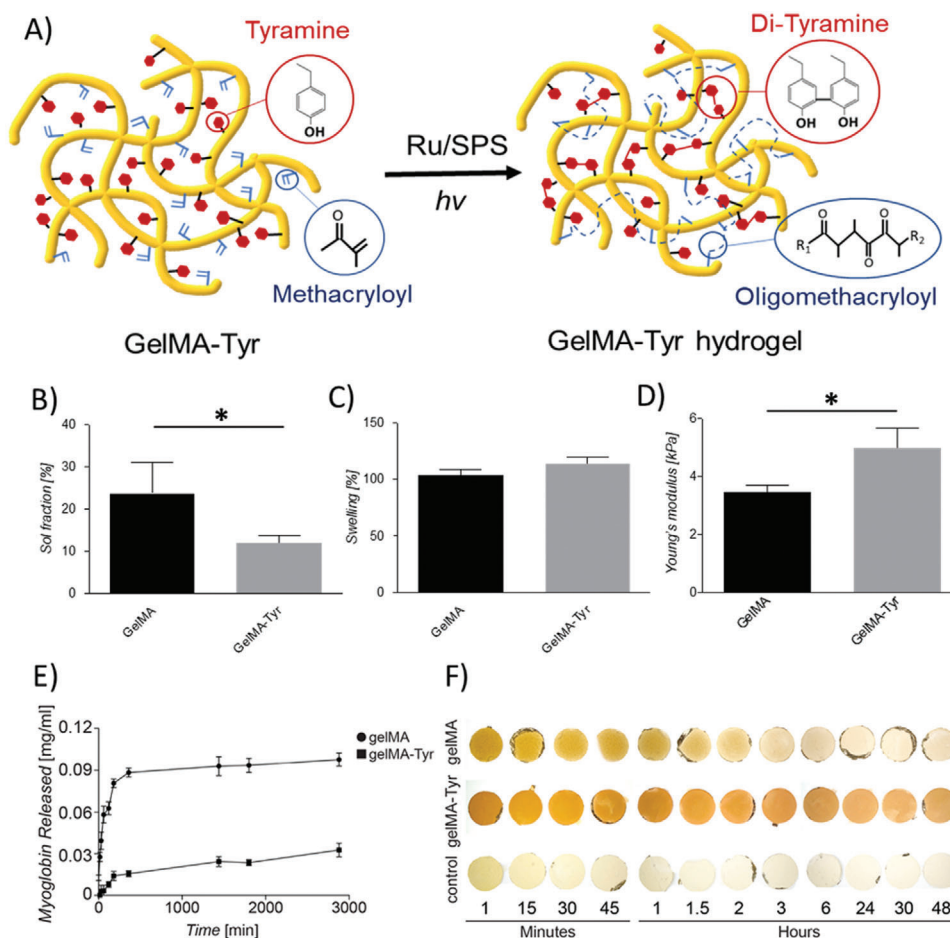 A)
Tyramine
OH
Methacryloyl
GelMA-Tyr
Ru/SPS
hv
Di-Tyramine
OH OH
O
R1 R2
O O O
Oligomethacryloyl
GelMA-Tyr hydrogel
B)
*
Sol fraction [%]
40
30
20
10
0
GelMA
GelMA-Tyr
C)
Swelling [%]
150
100
50
0
GelMA
GelMA-Tyr
D)
*
Young's modulus [kPa]
6
4
2
0
GelMA
GelMA-Tyr
E)
Myoglobin Released [mg/ml]
0.12
0.09
0.06
0.03
0
0 1000 2000 3000
Time [min]
gelMA
gelMA-Tyr
F)
gelMA
gelMA-Tyr
control
1 15 30 45 1 1.5 2 3 6 24 30 48
Minutes Hours